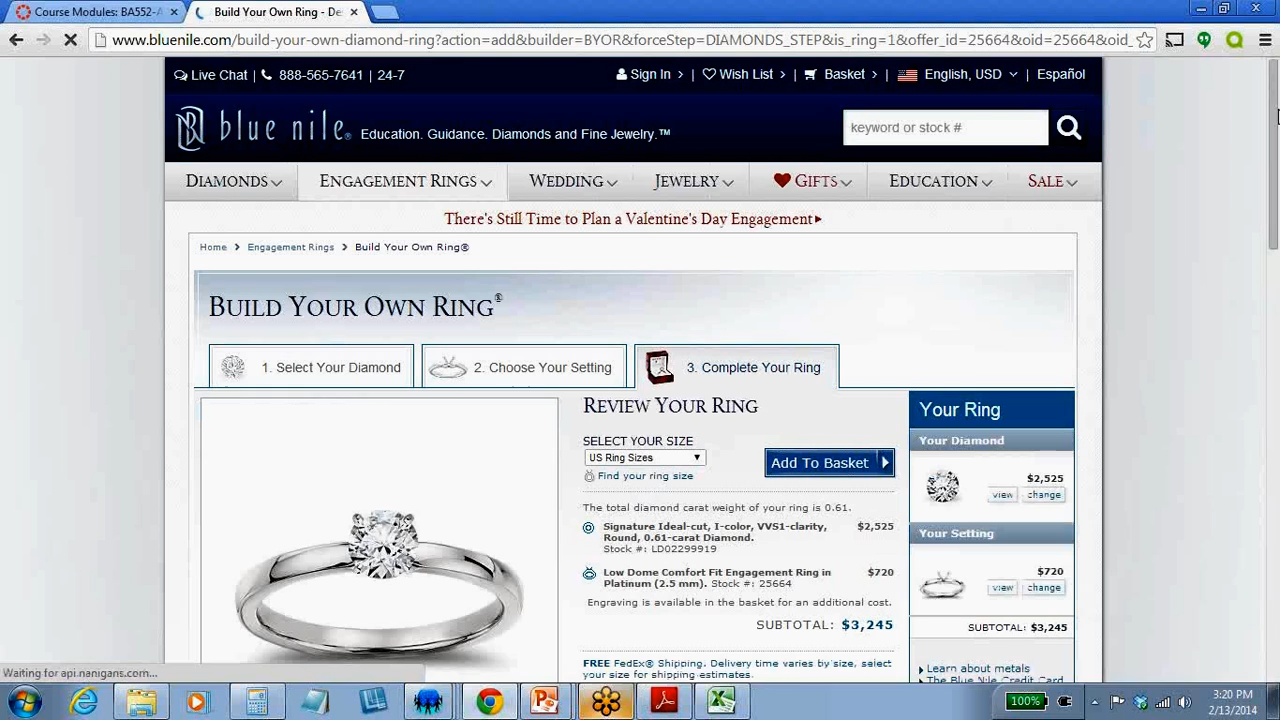 Course Modules: BA552-A
Build Your Own Ring - De
www.bluenile.com/build-your-own-diamond-ring?action=add&builder=BYOR&forceStep=DIAMONDS_STEP&is_ring=1&offer_id=25664&oid=25664&oid_
Live Chat | 888-565-7641 | 24-7
Sign In > | Wish List > | Basket > | English, USD | Español
blue nile® Education. Guidance. Diamonds and Fine Jewelry.™
keyword or stock #
DIAMONDS ENGAGEMENT RINGS WEDDING JEWELRY GIFTS EDUCATION SALE
There's Still Time to Plan a Valentine's Day Engagement
Home > Engagement Rings > Build Your Own Ring®
BUILD YOUR OWN RING®
1. Select Your Diamond
2. Choose Your Setting
3. Complete Your Ring
REVIEW YOUR RING
SELECT YOUR SIZE
US Ring Sizes
Find your ring size
Add To Basket
The total diamond carat weight of your ring is 0.61.
Signature Ideal-cut, I-color, VVS1-clarity, $2,525
Round, 0.61-carat Diamond.
Stock #: LD02299919
Low Dome Comfort Fit Engagement Ring in $720
Platinum (2.5 mm). Stock #: 25664
Engraving is available in the basket for an additional cost.
SUBTOTAL: $3,245
FREE FedEx® Shipping. Delivery time varies by size, select
your size for shipping estimates.
Your Ring
Your Diamond
$2,525
view change
Your Setting
$720
view change
SUBTOTAL: $3,245
Learn about metals
The Blue Nile Credit Card
Waiting for api.nanigans.com...
100%
3:20 PM
2/13/2014